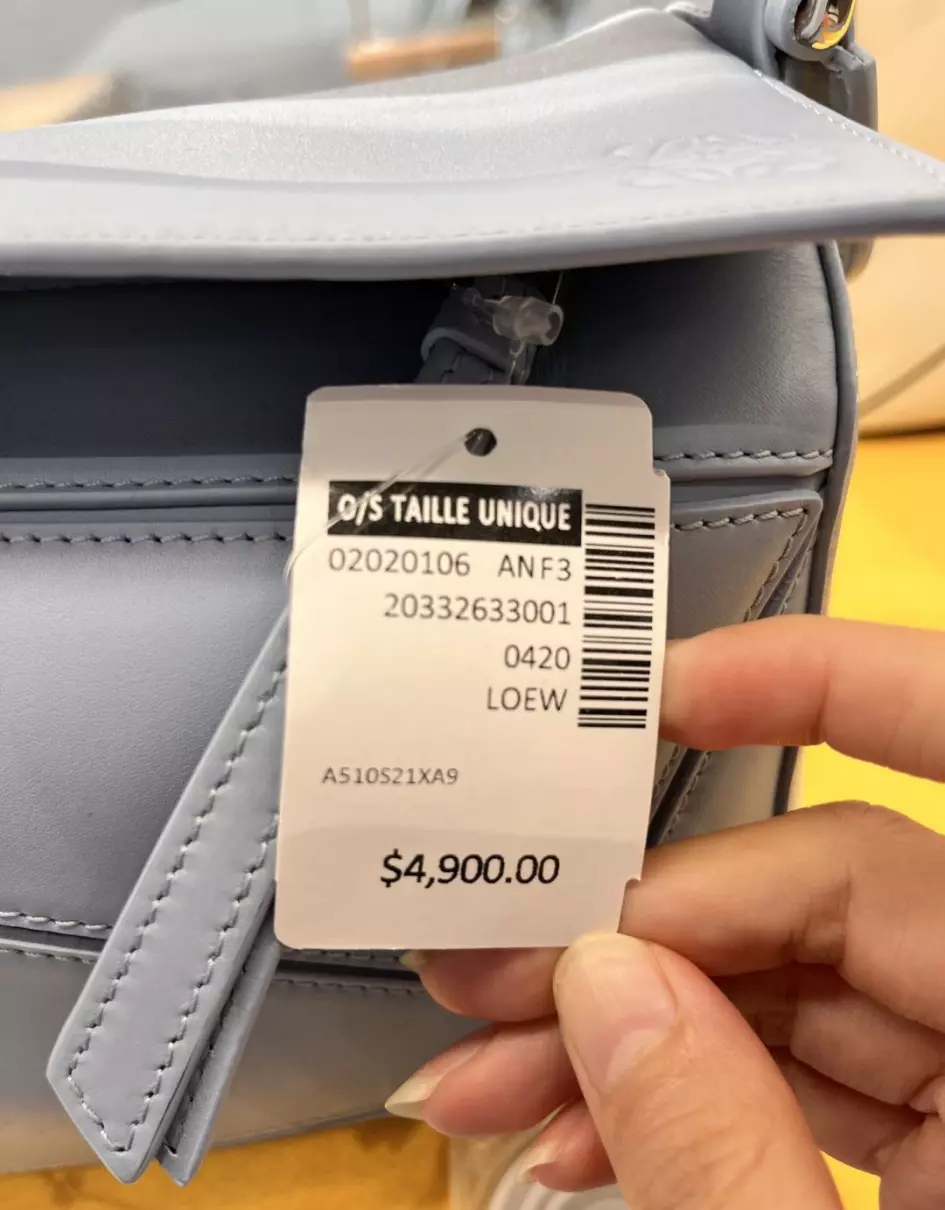 O/S TAILLE UNIQUE
02020106 ANF3
20332633001
0420
LOEW
A510S21XA9
$4,900.00